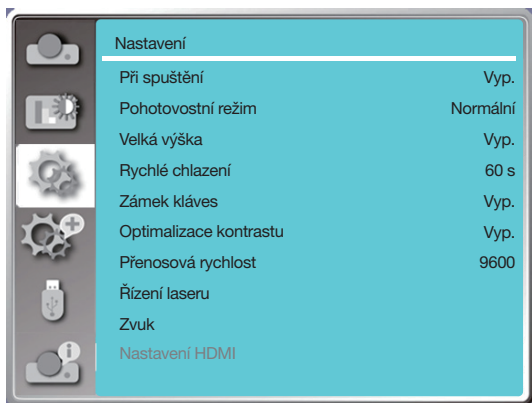 Nastavení
Při spuštění Vyp.
Pohotovostní režim Normální
Velká výška Vyp.
Rychlé chlazení 60 s
Zámek kláves Vyp.
Optimalizace kontrastu Vyp.
Přenosová rychlost 9600
Řízení laseru
Zvuk
Nastavení HDMI